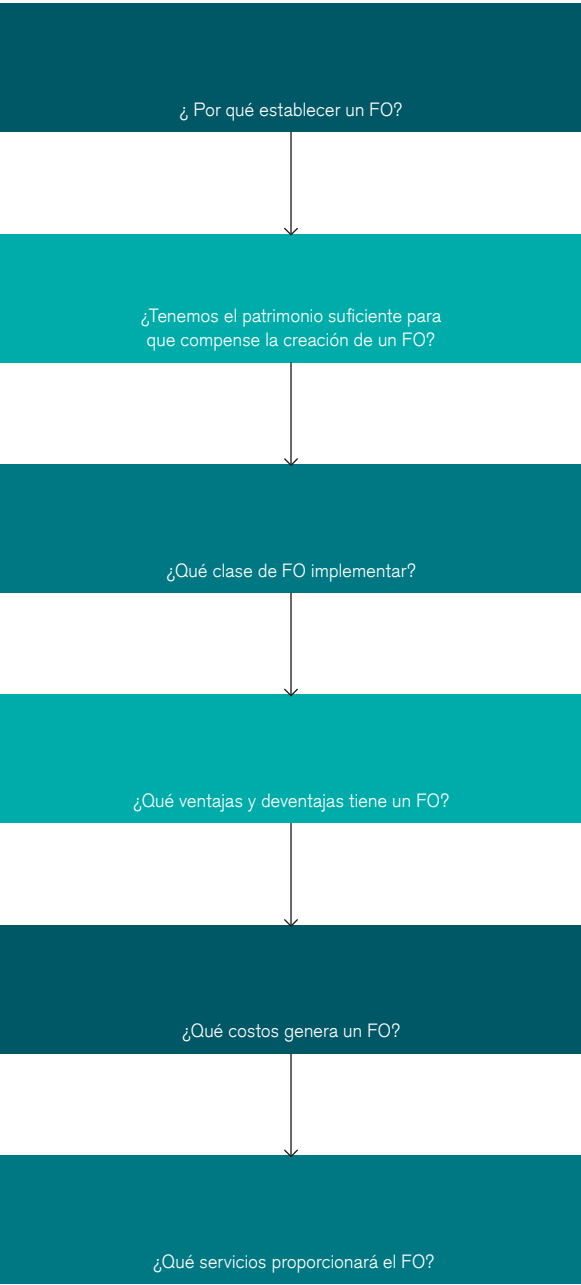 ¿ Por qué establecer un FO?
¿Tenemos el patrimonio suficiente para
que compense la creación de un FO?
¿Qué clase de FO implementar?
¿Qué ventajas y deventajas tiene un FO?
¿Qué costos genera un FO?
¿Qué servicios proporcionará el FO?